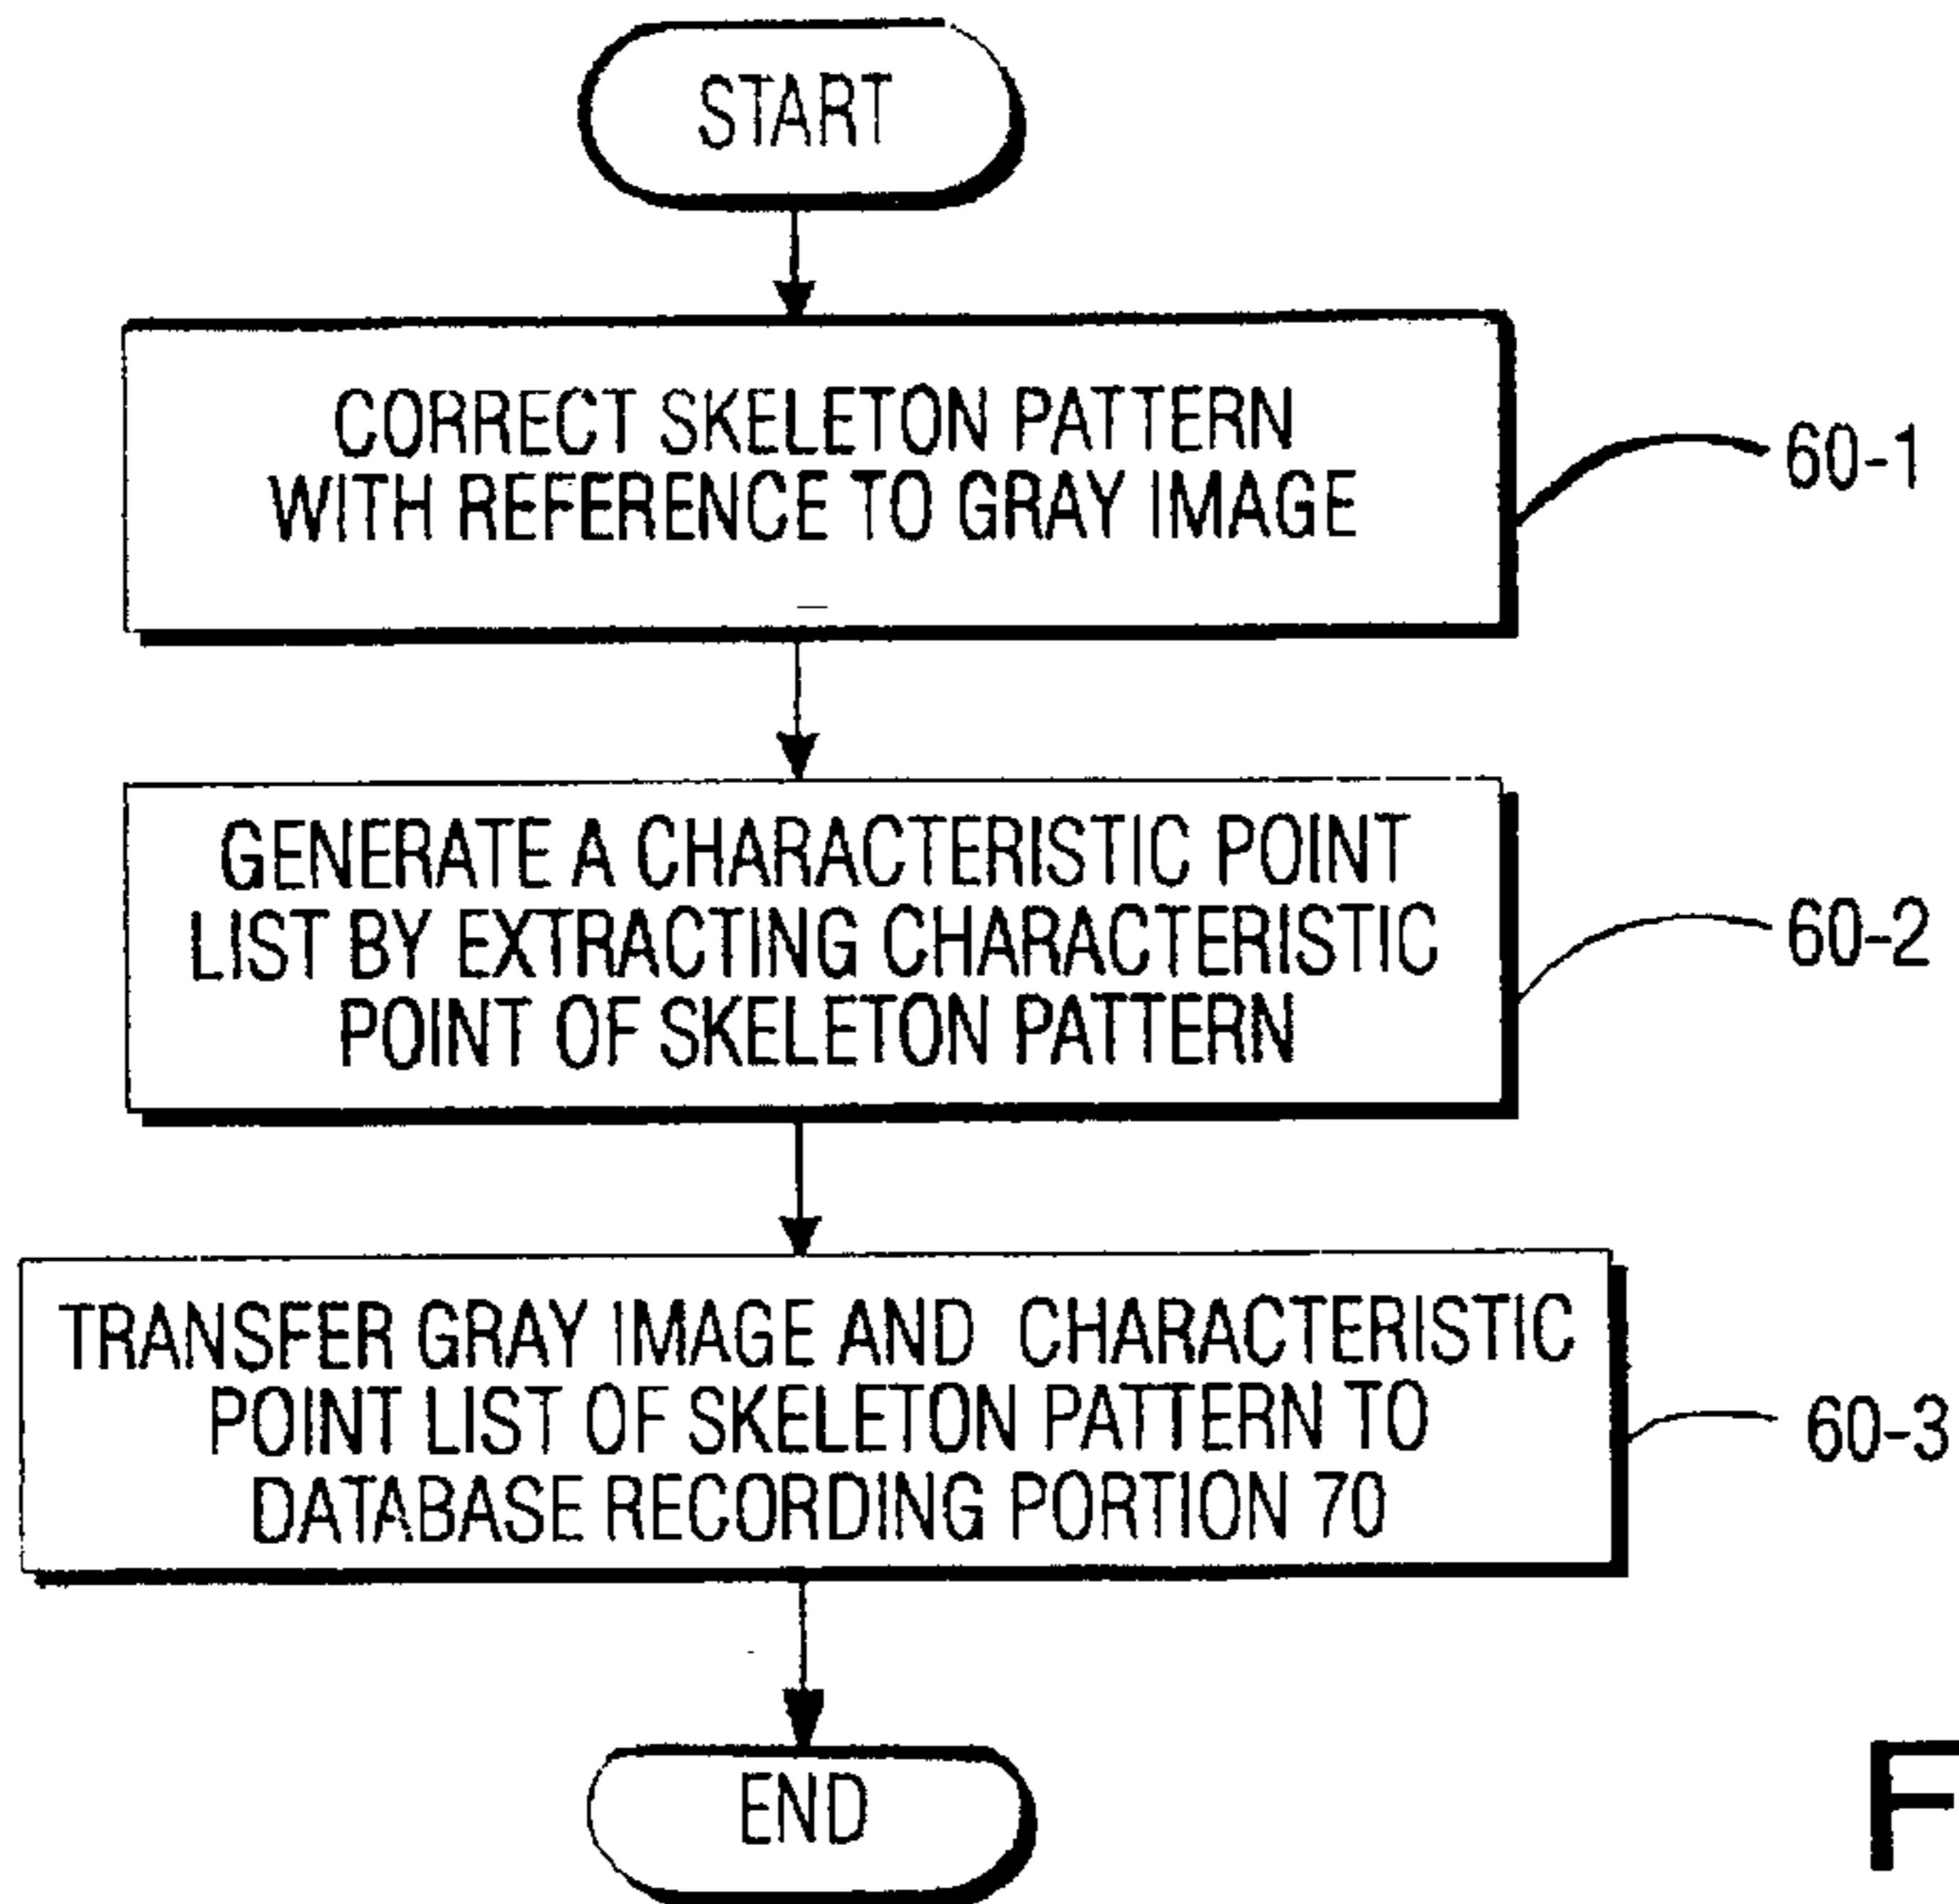 START
CORRECT SKELETON PATTERN
WITH REFERENCE TO GRAY IMAGE
60-1
GENERATE A CHARACTERISTIC POINT
LIST BY EXTRACTING CHARACTERISTIC
POINT OF SKELETON PATTERN
60-2
TRANSFER GRAY IMAGE AND CHARACTERISTIC
POINT LIST OF SKELETON PATTERN TO
DATABASE RECORDING PORTION 70
60-3
END
F